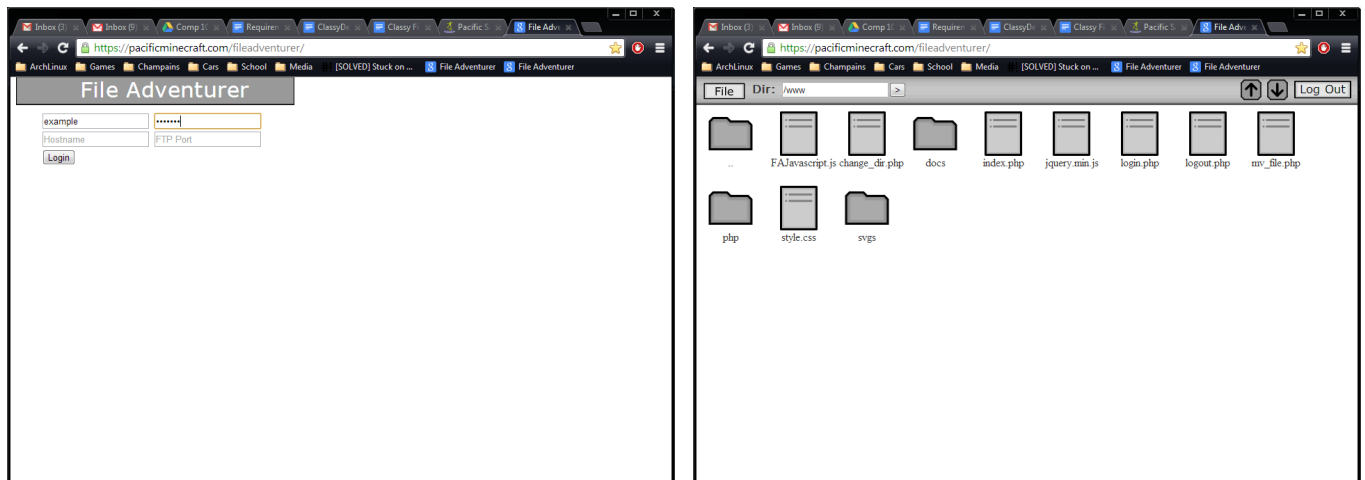 Inbox (3) Inbox (9) Comp 1 Requiren ClassyD Classy Fi Pacific S File Adve
https://pacificminecraft.com/fileadventurer/
ArchLinux Games Champains Cars School Media [SOLVED] Stuck on ... File Adventurer File Adventurer
File Adventurer
example •••••••
Hostname FTP Port
Login
Inbox (3) Inbox (9) Comp 1 Requiren ClassyD Classy Fi Pacific S File Adve
https://pacificminecraft.com/fileadventurer/
ArchLinux Games Champains Cars School Media [SOLVED] Stuck on ... File Adventurer File Adventurer
File Dir: /www > Log Out
.. FAJavascript.js change_dir.php docs index.php jquery.min.js login.php logout.php mv_file.php
php style.css svgs